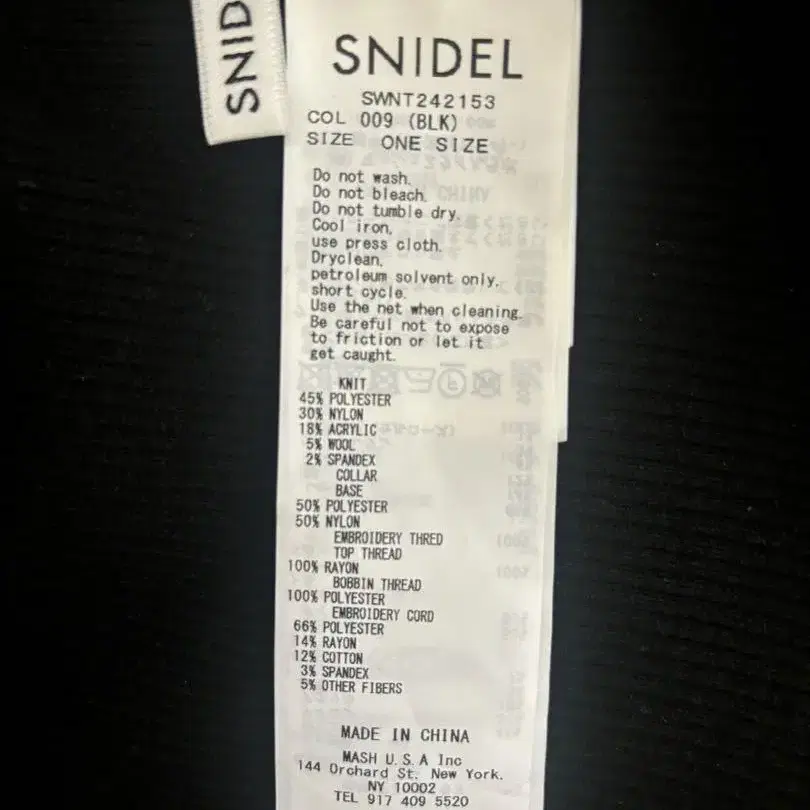 SNID
SNIDEL
SWNT242153
COL 009 (BLK)
SIZE ONE SIZE
Do not wash.
Do not bleach.
Do not tumble dry.
Cool iron,
use press cloth.
Dryclean,
petroleum solvent only,
short cycle.
Use the net when cleaning.
Be careful not to expose
to friction or let it
get caught.
KNIT
45% POLYESTER
30% NYLON
18% ACRYLIC
5% WOOL
2% SPANDEX
COLLAR
BASE
50% POLYESTER
50% NYLON
EMBROIDERY THRED
TOP THREAD
100% RAYON
BOBBIN THREAD
100% POLYESTER
EMBROIDERY CORD
66% POLYESTER
14% RAYON
12% COTTON
3% SPANDEX
5% OTHER FIBERS
MADE IN CHINA
MASH U.S.A Inc
144 Orchard St. New York.
NY 10002
TEL 917 409 5520